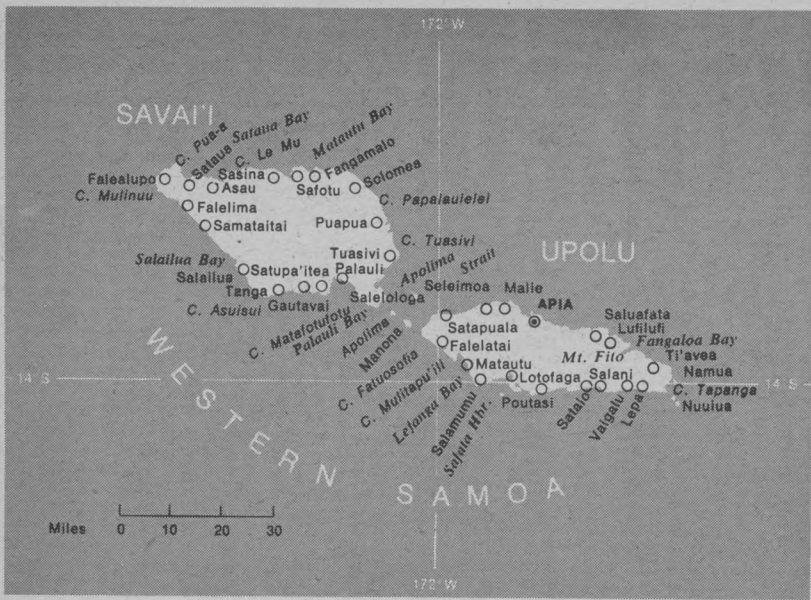 172° W
SAVAI'I
C. Pua-a
Sataua
Sataua Bay
C. Le Mu
Matautu Bay
Falealupo
C. Mulinuu
Asau
Sasina
Safotu
Fangamalo
Solomea
Falelima
C. Papalaulelei
Samataitai
Puapua
Tuasivi
C. Tuasivi
Salailua Bay
Salailua
Satupa'itea
Palauli
Apolima Strait
UPOLU
Tanga
Gautavai
Salelologa
Seleimoa
Malie
C. Asuisui
APIA
Saluafata
Lufilufi
C. Matafotufotu
Palauli Bay
Apolima
Manona
Satapuala
Falelatai
Fangaloa Bay
Mt. Fito
Ti'avea
Namua
Matautu
Lotofaga
Salani
14° S
14° S
C. Fatuosofia
C. Mulitapu'ili
Lefanga Bay
Salamumu
Safata Hbr.
Poutasi
Sataio
Vaigalu
Lepa
C. Tapanga
Nuulua
WESTERN SAMOA
Miles 0 10 20 30
172° W